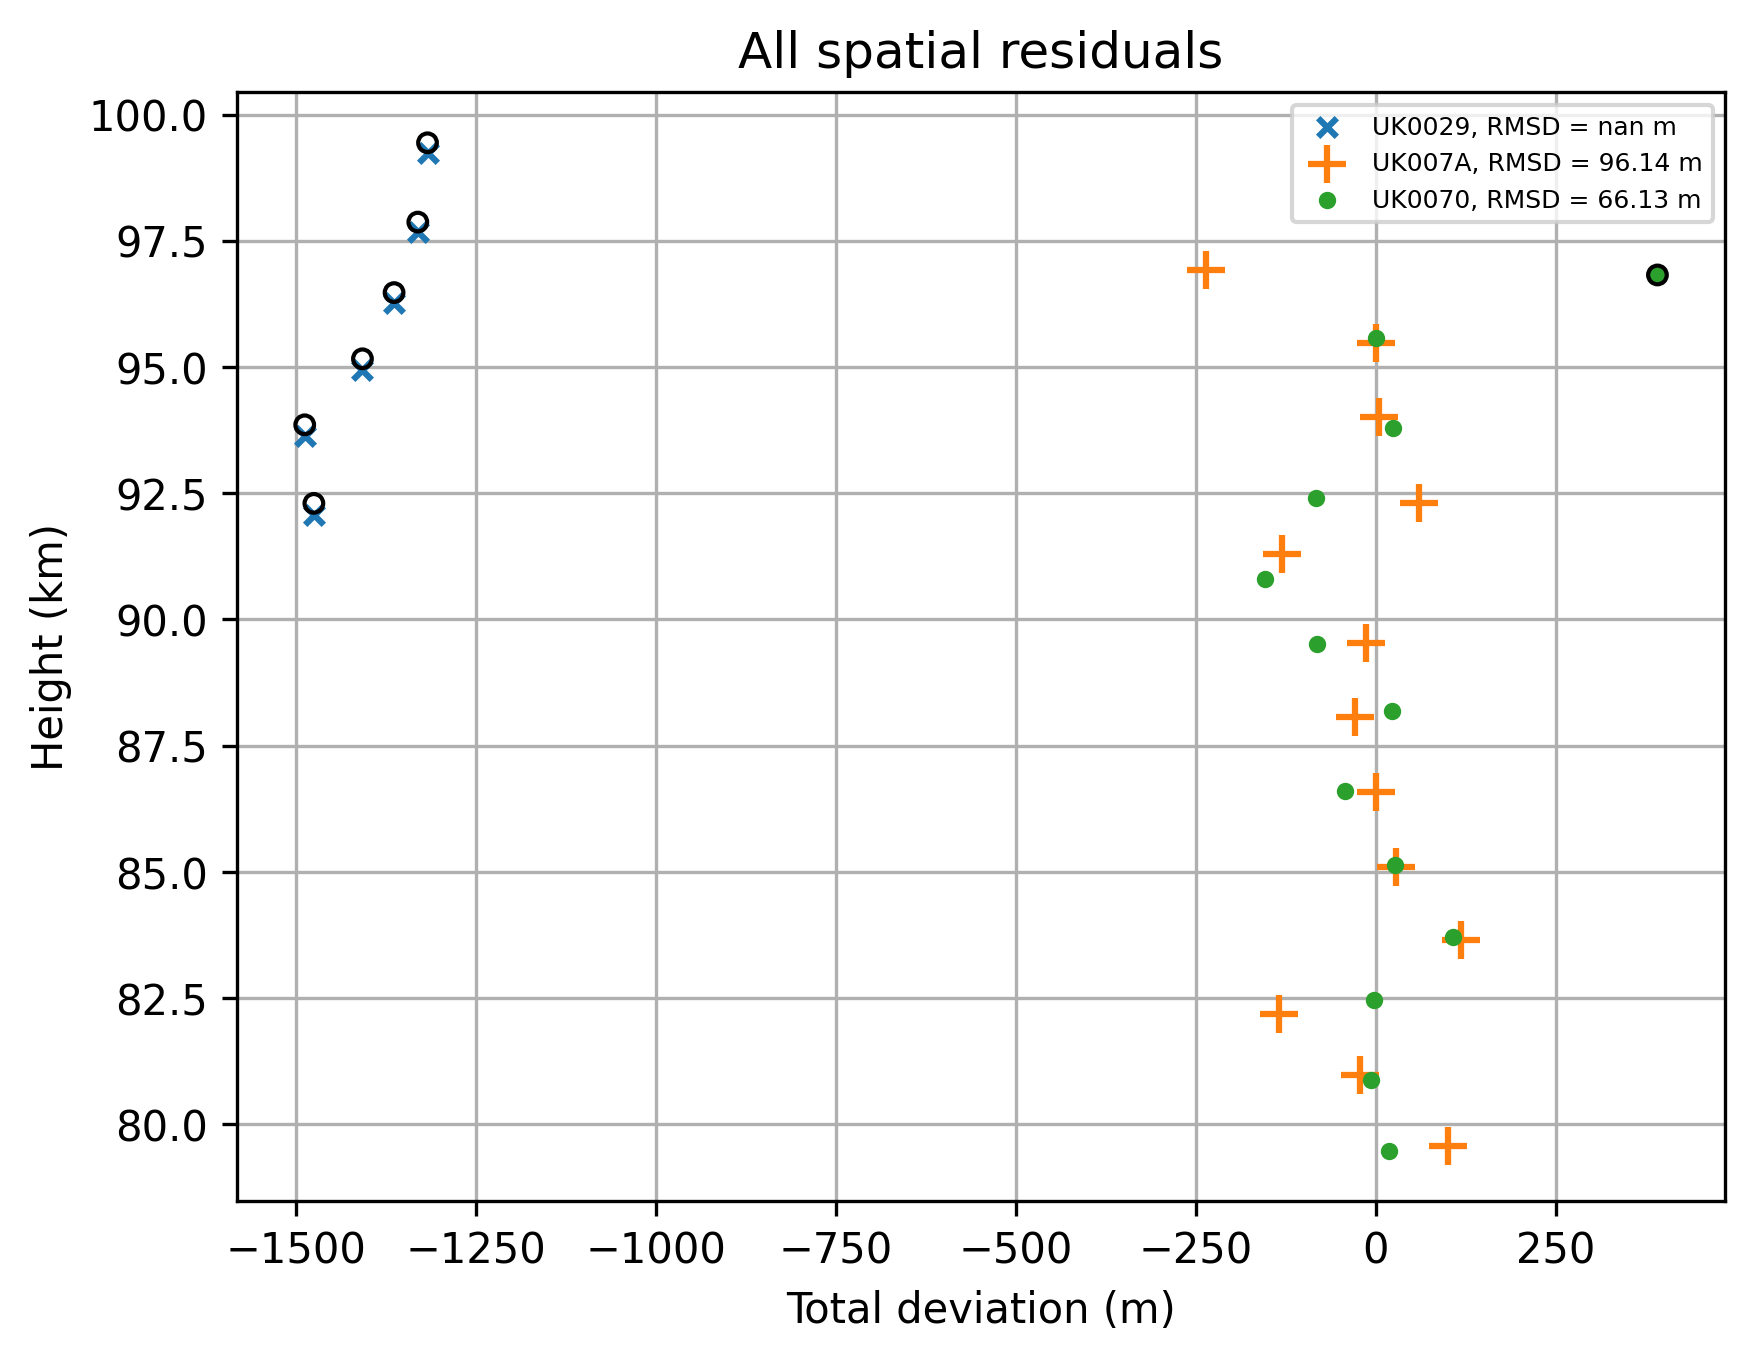 All spatial residuals
UK0029, RMSD = nan m
UK007A, RMSD = 96.14 m
UK0070, RMSD = 66.13 m
Height (km)
100.0
97.5
95.0
92.5
90.0
87.5
85.0
82.5
80.0
−1500 −1250 −1000 −750 −500 −250 0 250
Total deviation (m)